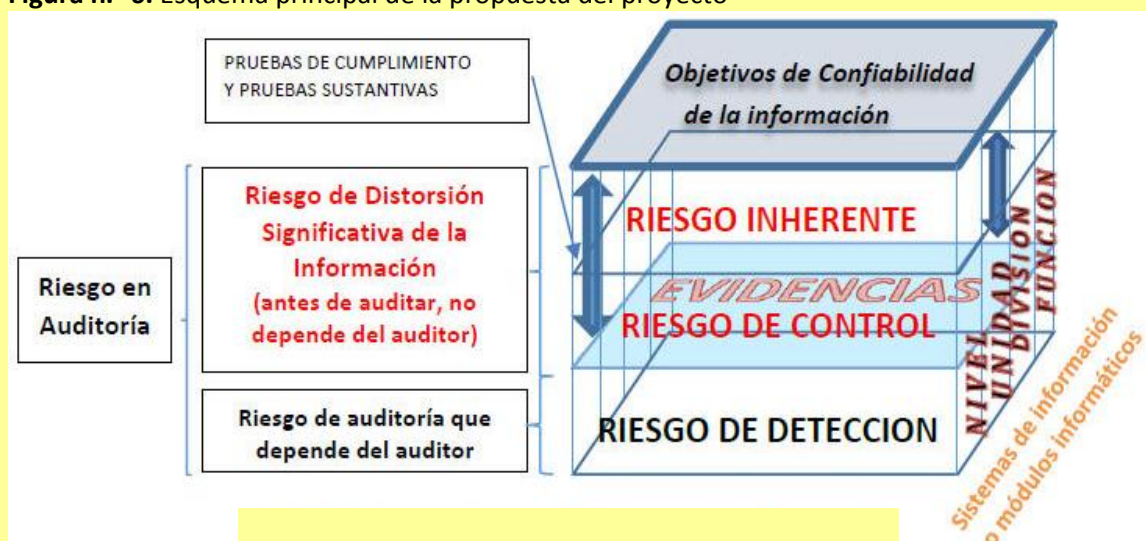 Figura n.º 6. Esquema principal de la propuesta del proyecto
PRUEBAS DE CUMPLIMIENTO
Y PRUEBAS SUSTANTIVAS
Objetivos de Confiabilidad
de la información
Riesgo en
Auditoría
Riesgo de Distorsión
Significativa de la
Información
(antes de auditar, no
depende del auditor)
Riesgo de auditoría que
depende del auditor
RIESGO INHERENTE
EVIDENCIAS
RIESGO DE CONTROL
RIESGO DE DETECCION
NIVEL
UNIDAD
DIVISION
FUNCION
Sistemas de información
o módulos informáticos